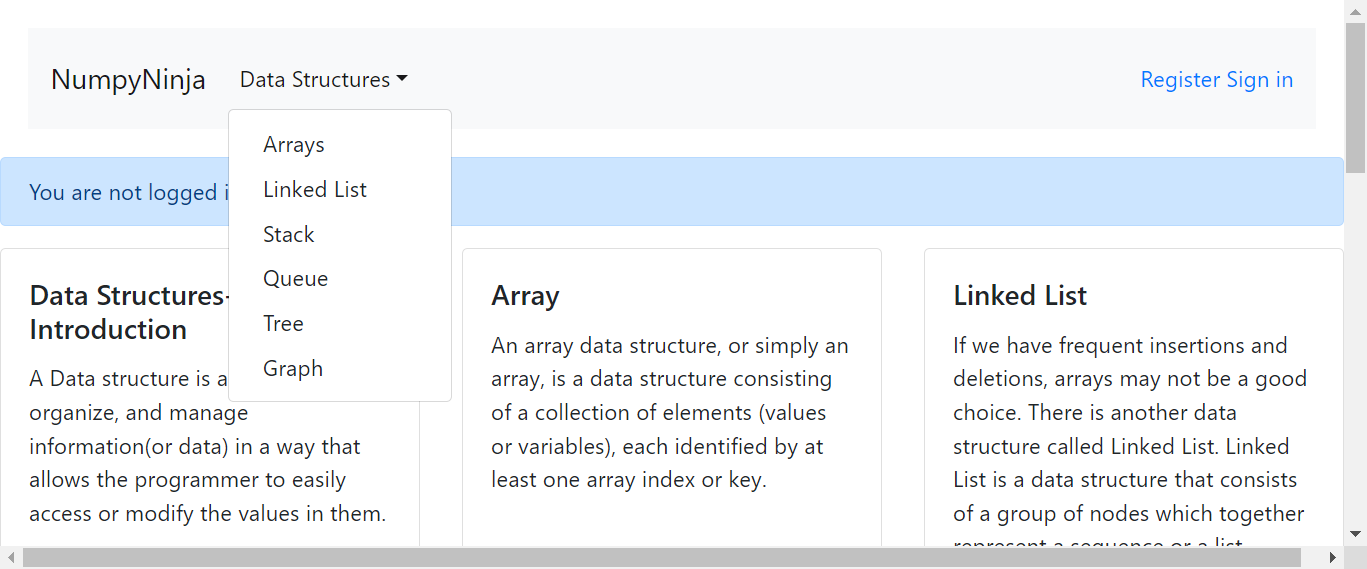 NumpyNinja Data Structures Register Sign in
Arrays
Linked List
Stack
Queue
Tree
Graph
You are not logged
Data Structures-
Introduction
A Data structure is a
organize, and manage
information(or data) in a way that
allows the programmer to easily
access or modify the values in them.
Array
An array data structure, or simply an
array, is a data structure consisting
of a collection of elements (values
or variables), each identified by at
least one array index or key.
Linked List
If we have frequent insertions and
deletions, arrays may not be a good
choice. There is another data
structure called Linked List. Linked
List is a data structure that consists
of a group of nodes which together
represent a sequence or a list